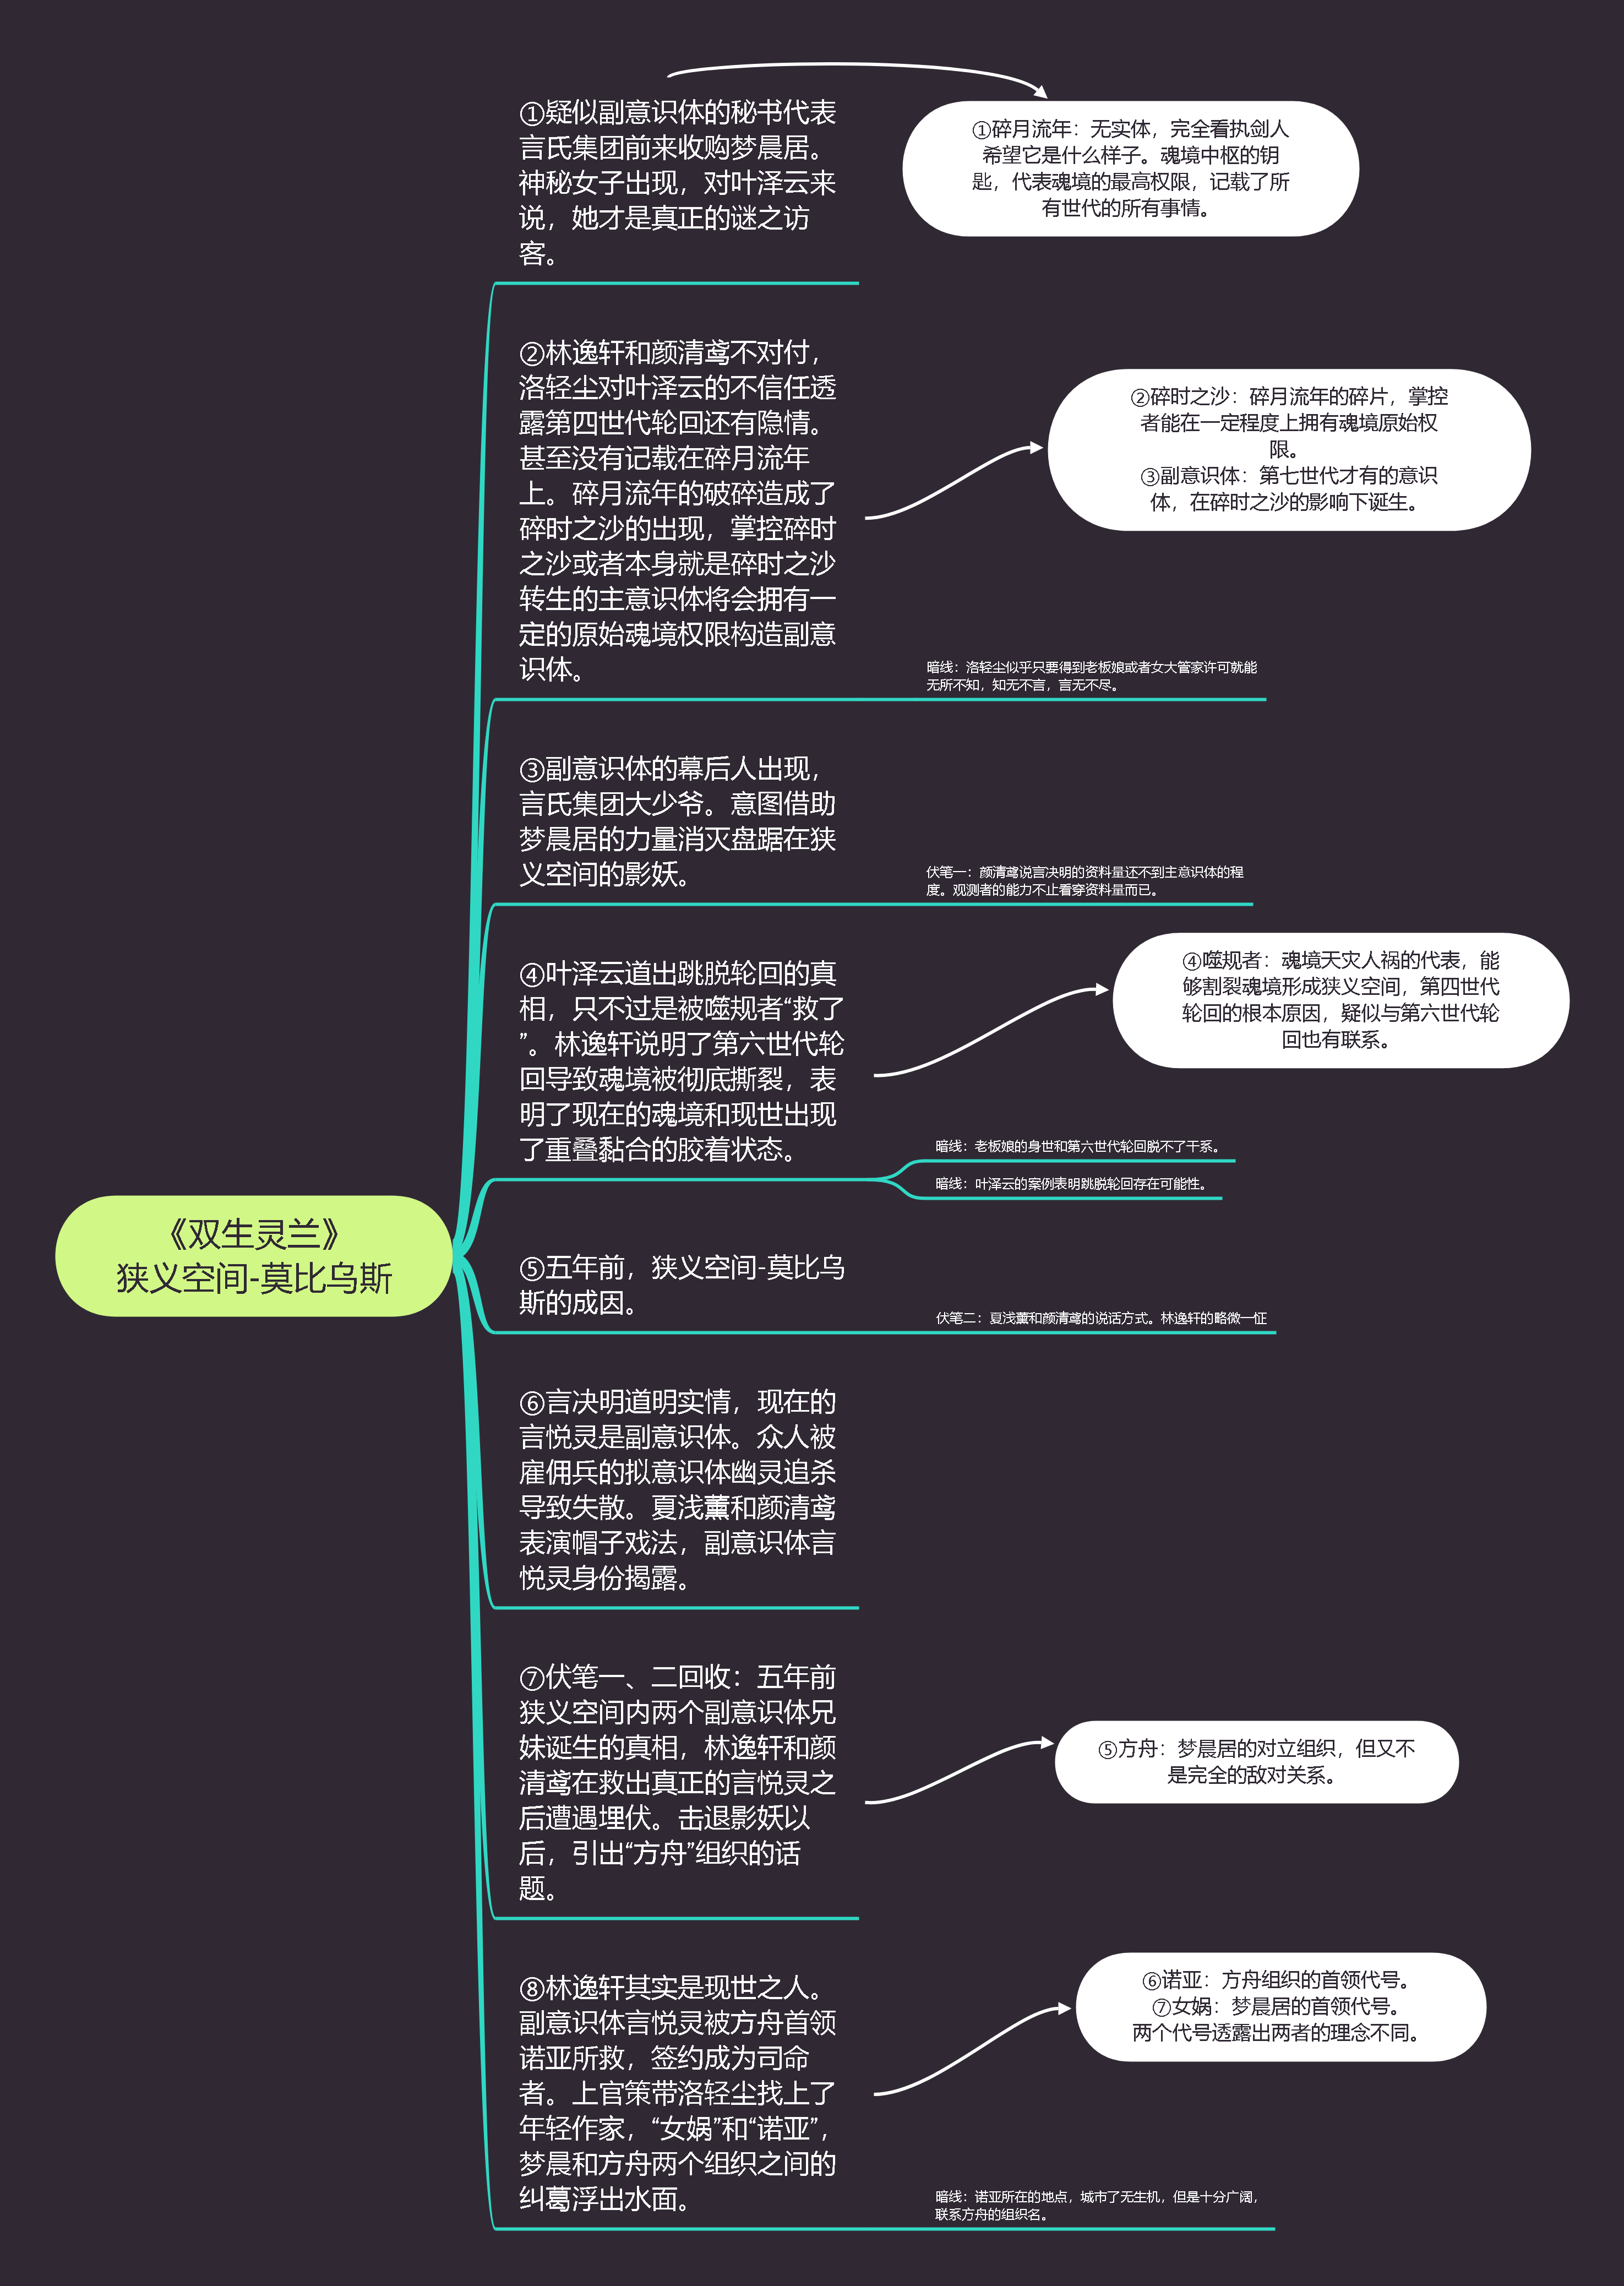 《双生灵兰》
狭义空间-莫比乌斯
①疑似副意识体的秘书代表
言氏集团前来收购梦晨居。
神秘女子出现，对叶泽云来
说，她才是真正的谜之访
客。
①碎月流年：无实体，完全看执剑人
希望它是什么样子。魂境中枢的钥
匙，代表魂境的最高权限，记载了所
有世代的所有事情。
②林逸轩和颜清鸢不对付，
洛轻尘对叶泽云的不信任透
露第四世代轮回还有隐情。
甚至没有记载在碎月流年
上。碎月流年的破碎造成了
碎时之沙的出现，掌控碎时
之沙或者本身就是碎时之沙
转生的主意识体将会拥有一
定的原始魂境权限构造副意
识体。
②碎时之沙：碎月流年的碎片，掌控
者能在一定程度上拥有魂境原始权
限。
③副意识体：第七世代才有的意识
体，在碎时之沙的影响下诞生。
暗线：洛轻尘似乎只要得到老板娘或者女大管家许可就能
无所不知，知无不言，言无不尽。
③副意识体的幕后人出现，
言氏集团大少爷。意图借助
梦晨居的力量消灭盘踞在狭
义空间的影妖。
伏笔一：颜清鸢说言决明的资料量还不到主意识体的程
度。观测者的能力不止看穿资料量而已。
④叶泽云道出跳脱轮回的真
相，只不过是被噬规者“救了
”。林逸轩说明了第六世代轮
回导致魂境被彻底撕裂，表
明了现在的魂境和现世出现
了重叠黏合的胶着状态。
④噬规者：魂境天灾人祸的代表，能
够割裂魂境形成狭义空间，第四世代
轮回的根本原因，疑似与第六世代轮
回也有联系。
暗线：老板娘的身世和第六世代轮回脱不了干系。
暗线：叶泽云的案例表明跳脱轮回存在可能性。
⑤五年前，狭义空间-莫比乌
斯的成因。
伏笔二：夏浅薰和颜清鸢的说话方式。林逸轩的略微一怔
⑥言决明道明实情，现在的
言悦灵是副意识体。众人被
雇佣兵的拟意识体幽灵追杀
导致失散。夏浅薰和颜清鸢
表演帽子戏法，副意识体言
悦灵身份揭露。
⑦伏笔一、二回收：五年前
狭义空间内两个副意识体兄
妹诞生的真相，林逸轩和颜
清鸢在救出真正的言悦灵之
后遭遇埋伏。击退影妖以
后，引出“方舟”组织的话
题。
⑤方舟：梦晨居的对立组织，但又不
是完全的敌对关系。
⑧林逸轩其实是现世之人。
副意识体言悦灵被方舟首领
诺亚所救，签约成为司命
者。上官策带洛轻尘找上了
年轻作家，“女娲”和“诺亚”，
梦晨和方舟两个组织之间的
纠葛浮出水面。
⑥诺亚：方舟组织的首领代号。
⑦女娲：梦晨居的首领代号。
两个代号透露出两者的理念不同。
暗线：诺亚所在的地点，城市了无生机，但是十分广阔，
联系方舟的组织名。